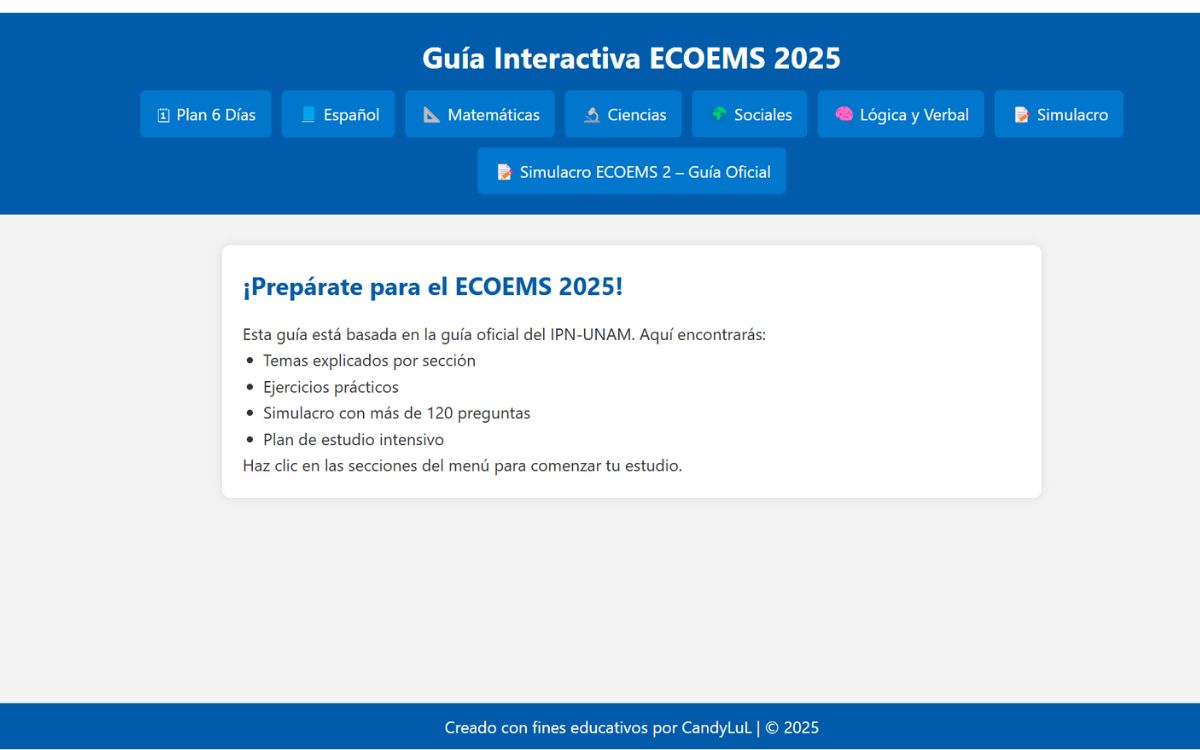 Guía Interactiva ECOEMS 2025
Plan 6 Días
Español
Matemáticas
Ciencias
Sociales
Lógica y Verbal
Simulacro
Simulacro ECOEMS 2 – Guía Oficial
¡Prepárate para el ECOEMS 2025!
Esta guía está basada en la guía oficial del IPN-UNAM. Aquí encontrarás:
Temas explicados por sección
Ejercicios prácticos
Simulacro con más de 120 preguntas
Plan de estudio intensivo
Haz clic en las secciones del menú para comenzar tu estudio.
Creado con fines educativos por CandyLuL | © 2025